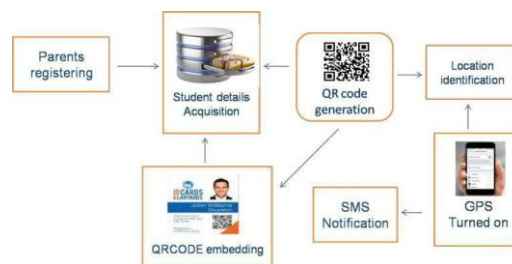 Parents
registering
Student details
Acquisition
QR code
generation
Location
identification
CARDS
John Williams
QRCODE embedding
SMS
Notification
GPS
Turned on